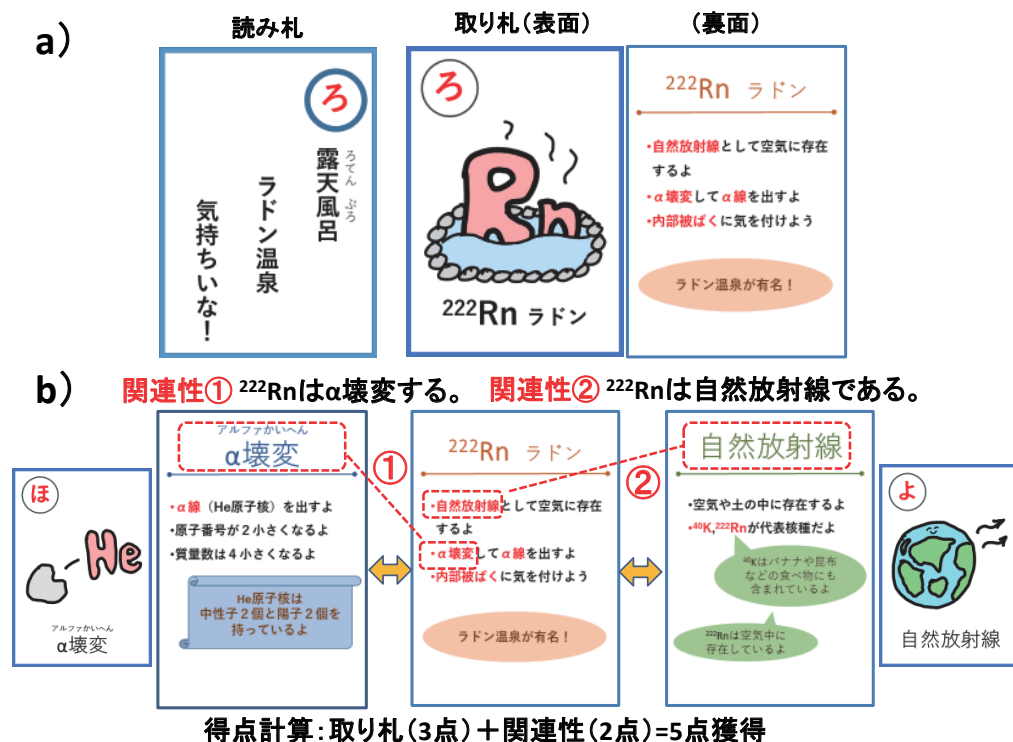 a）
読み札
取り札（表面）
（裏面）
ろ
露天風呂
ろてん ぶろ
ラドン温泉
気持ちいな！
ろ
Rn
²²²Rn ラドン
²²²Rn ラドン
・自然放射線として空気に存在
するよ
・α壊変してα線を出すよ
・内部被ばくに気を付けよう
ラドン温泉が有名！
b）
関連性① ²²²Rnはα壊変する。 関連性② ²²²Rnは自然放射線である。
ほ
He
アルファかいへん
α壊変
アルファかいへん
α壊変
・α線（He原子核）を出すよ
・原子番号が２小さくなるよ
・質量数は４小さくなるよ
He原子核は
中性子２個と陽子２個を
持っているよ
①
²²²Rn ラドン
・自然放射線として空気に存在
するよ
・α壊変してα線を出すよ
・内部被ばくに気を付けよう
ラドン温泉が有名！
②
自然放射線
・空気や土の中に存在するよ
・⁴⁰K,²²²Rnが代表核種だよ
⁴⁰Kはバナナや昆布
などの食べ物にも
含まれているよ
²²²Rnは空気中に
存在しているよ
よ
自然放射線
得点計算：取り札（3点）＋関連性（2点）=5点獲得